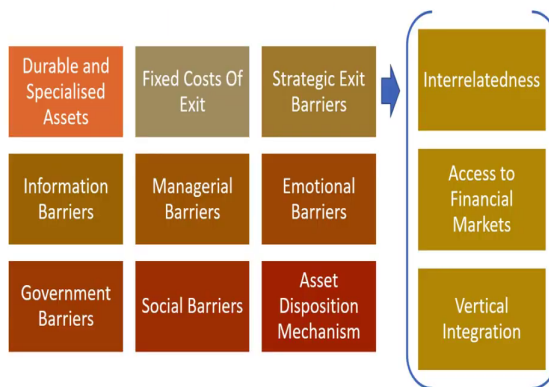 Durable and
Specialised
Assets
Fixed Costs Of
Exit
Strategic Exit
Barriers
Interrelatedness
Information
Barriers
Managerial
Barriers
Emotional
Barriers
Access to
Financial
Markets
Government
Barriers
Social Barriers
Asset
Disposition
Mechanism
Vertical
Integration